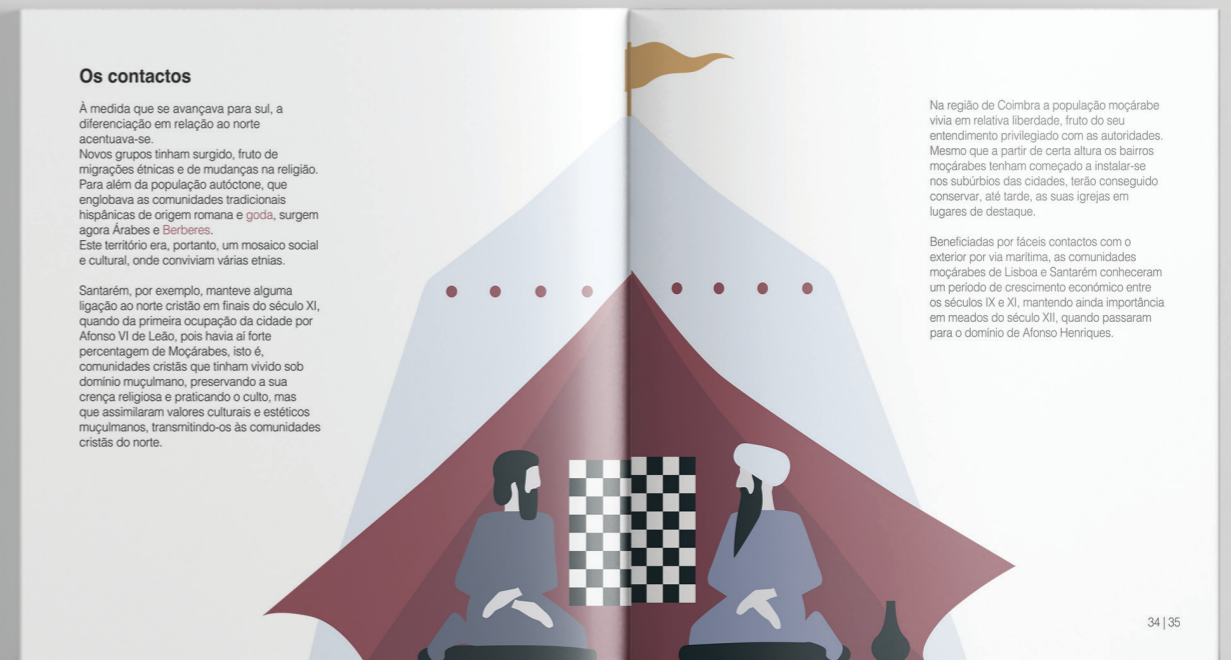 Os contactos
À medida que se avançava para sul, a
diferenciação em relação ao norte
acentuava-se.
Novos grupos tinham surgido, fruto de
migrações étnicas e de mudanças na religião.
Para além da população autóctone, que
englobava as comunidades tradicionais
hispânicas de origem romana e goda, surgem
agora Árabes e Berberes.
Este território era, portanto, um mosaico social
e cultural, onde conviviam várias etnias.
Santarém, por exemplo, manteve alguma
ligação ao norte cristão em finais do século XI,
quando da primeira ocupação da cidade por
Afonso VI de Leão, pois havia aí forte
percentagem de Moçárabes, isto é,
comunidades cristãs que tinham vivido sob
domínio muçulmano, preservando a sua
crença religiosa e praticando o culto, mas
que assimilaram valores culturais e estéticos
muçulmanos, transmitindo-os às comunidades
cristãs do norte.
Na região de Coimbra a população moçárabe
vivia em relativa liberdade, fruto do seu
entendimento privilegiado com as autoridades.
Mesmo que a partir de certa altura os bairros
moçárabes tenham começado a instalar-se
nos subúrbios das cidades, terão conseguido
conservar, até tarde, as suas igrejas em
lugares de destaque.
Beneficiadas por fáceis contactos com o
exterior por via marítima, as comunidades
moçárabes de Lisboa e Santarém conheceram
um período de crescimento económico entre
os séculos IX e XI, mantendo ainda importância
em meados do século XII, quando passaram
para o domínio de Afonso Henriques.
34 | 35